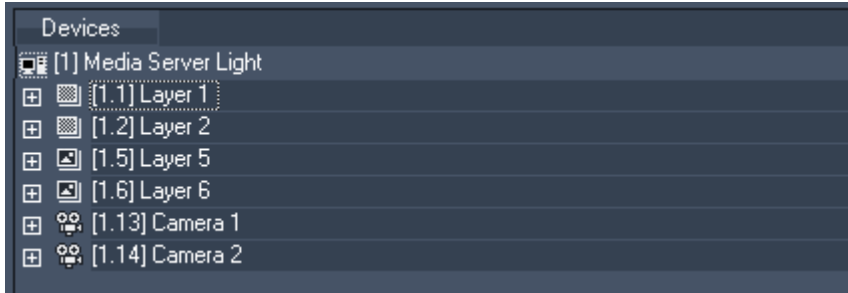 Devices
[1] Media Server Light
[1.1] Layer 1
[1.2] Layer 2
[1.5] Layer 5
[1.6] Layer 6
[1.13] Camera 1
[1.14] Camera 2